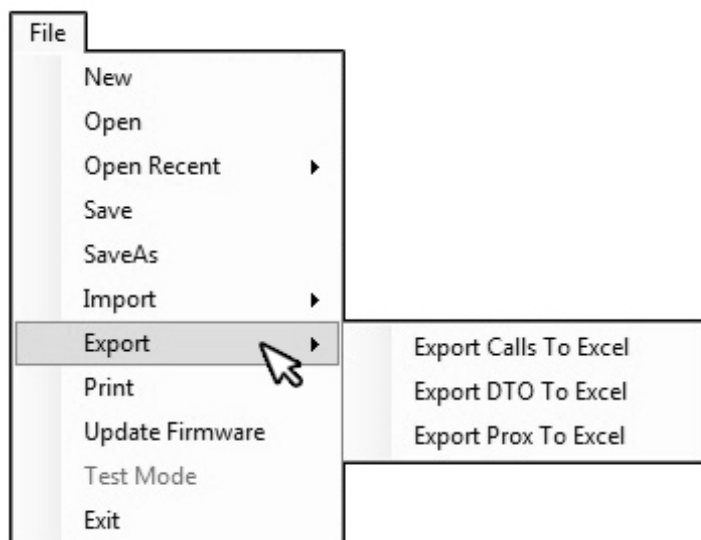 File
New
Open
Open Recent
Save
SaveAs
Import
Export
Export Calls To Excel
Export DTO To Excel
Export Prox To Excel
Print
Update Firmware
Test Mode
Exit